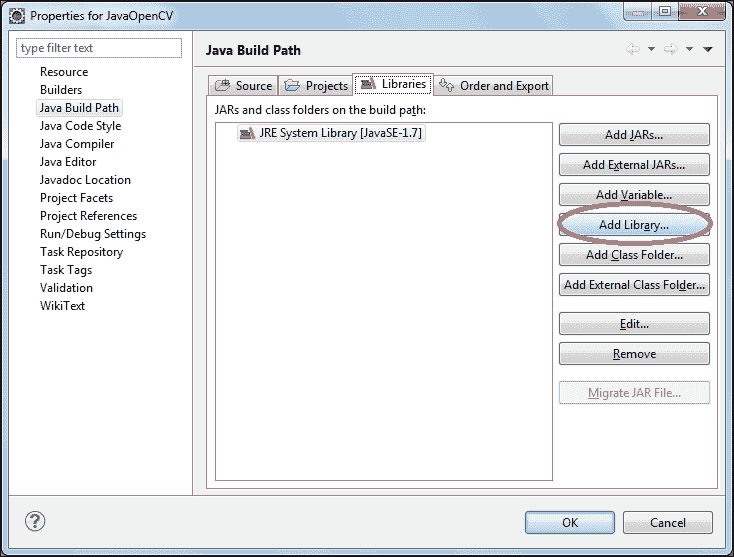 Properties for JavaOpenCV
type filter text
Resource
Builders
Java Build Path
Java Code Style
Java Compiler
Java Editor
Javadoc Location
Project Facets
Project References
Run/Debug Settings
Task Repository
Task Tags
Validation
WikiText
Java Build Path
Source
Projects
Libraries
Order and Export
JARs and class folders on the build path:
JRE System Library [JavaSE-1.7]
Add JARs...
Add External JARs...
Add Variable...
Add Library...
Add Class Folder...
Add External Class Folder...
Edit...
Remove
Migrate JAR File...
?
OK
Cancel